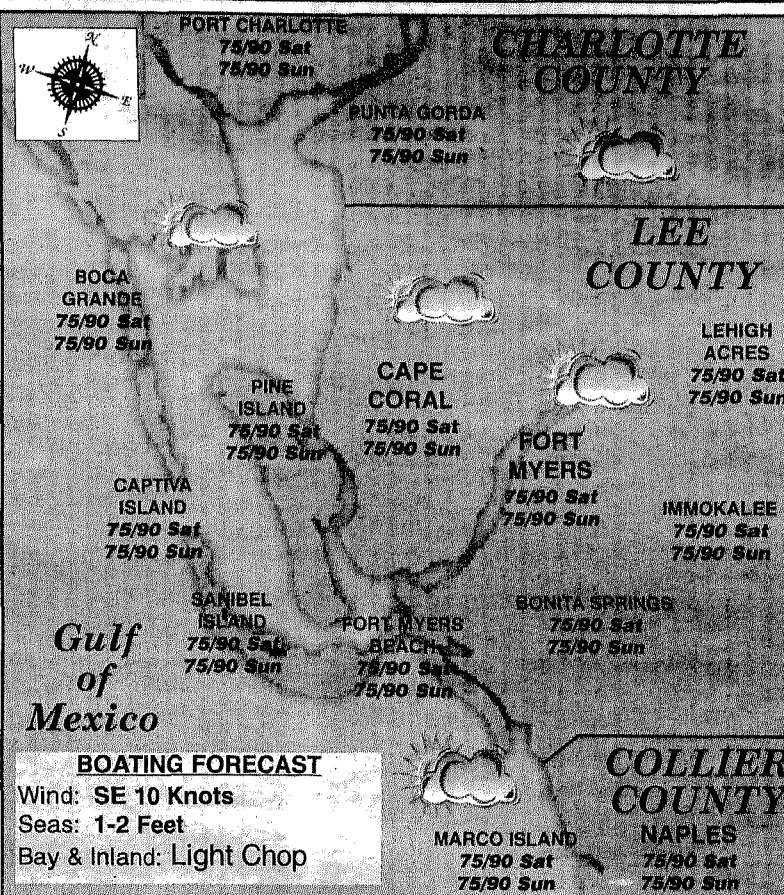 PORT CHARLOTTE
75/90 Sat
75/90 Sun
N
W
E
S
CHARLOTTE
COUNTY
PUNTA GORDA
75/90 Sat
75/90 Sun
LEE
COUNTY
BOCA
GRANDE
75/90 Sat
75/90 Sun
LEHIGH
ACRES
75/90 Sat
75/90 Sun
CAPE
CORAL
75/90 Sat
75/90 Sun
PINE
ISLAND
75/90 Sat
75/90 Sun
FORT
MYERS
75/90 Sat
75/90 Sun
CAPTIVA
ISLAND
75/90 Sat
75/90 Sun
IMMOKALEE
75/90 Sat
75/90 Sun
SANIBEL
ISLAND
75/90 Sat
75/90 Sun
FORT MYERS
BEACH
75/90 Sat
75/90 Sun
BONITA SPRINGS
75/90 Sat
75/90 Sun
Gulf
of
Mexico
BOATING FORECAST
Wind: SE 10 Knots
Seas: 1-2 Feet
Bay & Inland: Light Chop
COLLIER
COUNTY
MARCO ISLAND
75/90 Sat
75/90 Sun
NAPLES
75/90 Sat
75/90 Sun